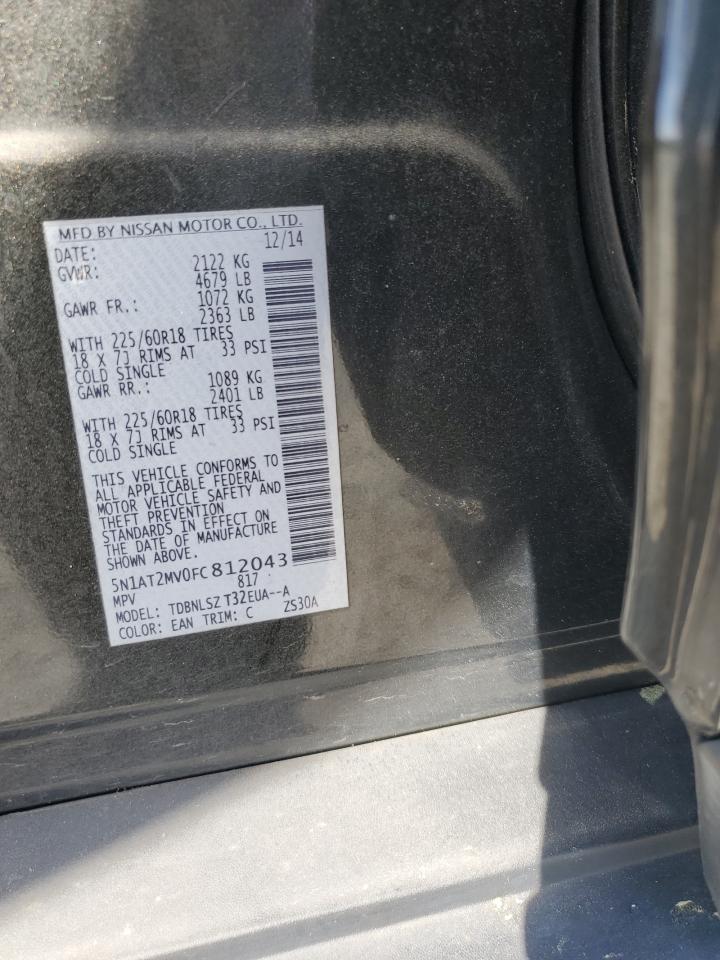 MFD BY NISSAN MOTOR CO., LTD.
DATE: 12/14
GVWR: 2122 KG
4679 LB
GAWR FR.: 1072 KG
2363 LB
WITH 225/60R18 TIRES
18 X 7J RIMS AT 33 PSI
COLD SINGLE
GAWR RR.: 1089 KG
2401 LB
WITH 225/60R18 TIRES
18 X 7J RIMS AT 33 PSI
COLD SINGLE
THIS VEHICLE CONFORMS TO
ALL APPLICABLE FEDERAL
MOTOR VEHICLE SAFETY AND
THEFT PREVENTION
STANDARDS IN EFFECT ON
THE DATE OF MANUFACTURE
SHOWN ABOVE.
5N1AT2MV0FC812043
MPV 817
MODEL: TDBNLSZ T32EUA--A
COLOR: EAN TRIM: C ZS30A